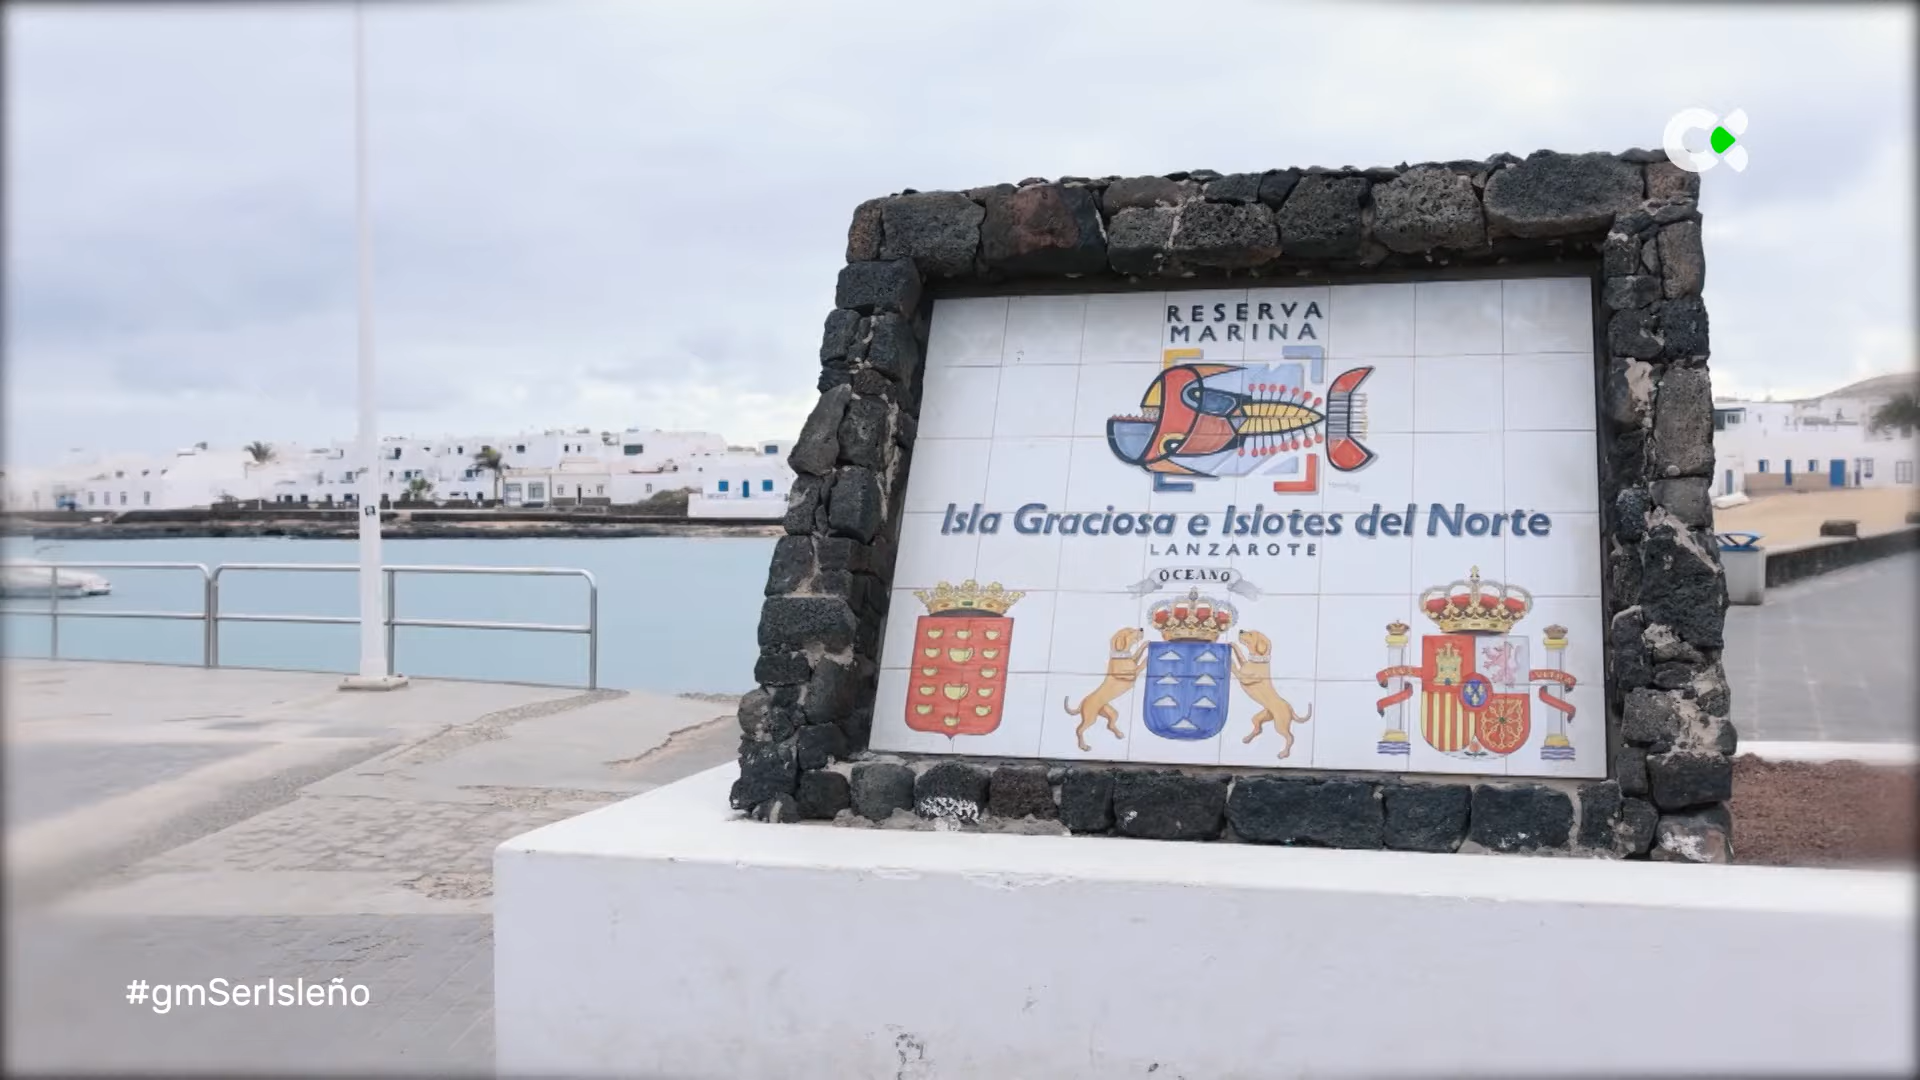 RESERVA
MARINA
Isla Graciosa e Islotes del Norte
LANZAROTE
OCEANO
#gmSerIsleño